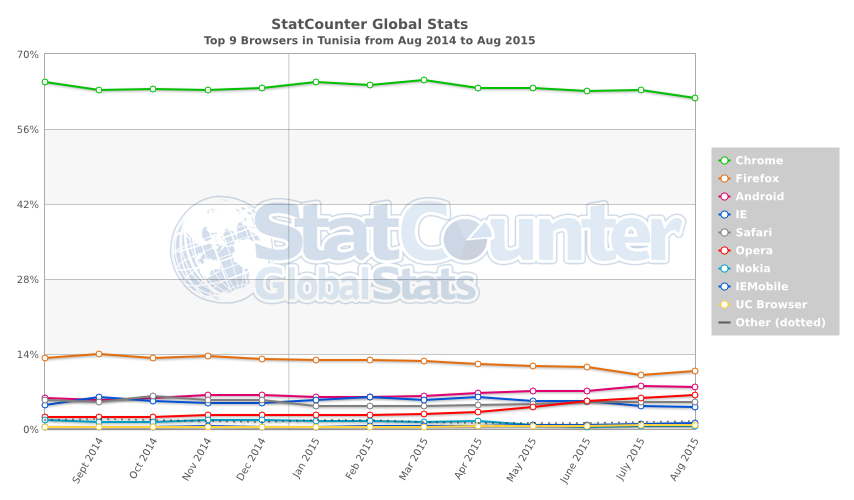 StatCounter Global Stats
Top 9 Browsers in Tunisia from Aug 2014 to Aug 2015
70%
56%
42%
28%
14%
0%
StatCounter
GlobalStats
Sept 2014
Oct 2014
Nov 2014
Dec 2014
Jan 2015
Feb 2015
Mar 2015
Apr 2015
May 2015
June 2015
July 2015
Aug 2015
Chrome
Firefox
Android
IE
Safari
Opera
Nokia
IEMobile
UC Browser
Other (dotted)